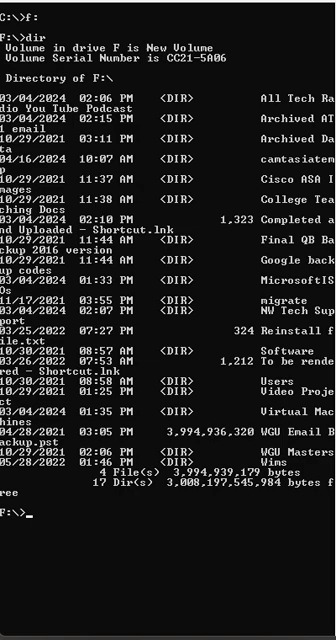 C:\>f:
F:\>dir
Volume in drive F is New Volume
Volume Serial Number is CC21-5A06
Directory of F:\
03/04/2024 02:06 PM <DIR> All Tech Ra
dio You Tube Podcast
03/04/2024 02:15 PM <DIR> Archived AT
1 email
10/29/2021 03:11 PM <DIR> Archived Da
ta
04/16/2024 10:07 AM <DIR> camtasiatem
p
10/29/2021 11:37 AM <DIR> Cisco ASA I
mages
10/29/2021 11:38 AM <DIR> College Tea
ching Docs
03/04/2024 02:10 PM 1,323 Completed a
nd Uploaded - Shortcut.lnk
10/29/2021 11:44 AM <DIR> Final QB Ba
ckup 2016 version
10/29/2021 11:44 AM <DIR> Google back
up codes
03/04/2024 01:33 PM <DIR> MicrosoftIS
Os
11/17/2021 03:55 PM <DIR> migrate
03/04/2024 02:07 PM <DIR> NW Tech Sup
port
03/25/2022 07:27 PM 324 Reinstall f
ile.txt
10/30/2021 08:57 AM <DIR> Software
03/26/2022 07:53 AM 1,212 To be rende
red - Shortcut.lnk
10/30/2021 08:58 AM <DIR> Users
10/29/2021 01:25 PM <DIR> Video Proje
ct
03/04/2024 01:35 PM <DIR> Virtual Mac
hines
04/28/2021 03:05 PM 3,994,936,320 WGU Email B
ackup.pst
10/29/2021 02:06 PM <DIR> WGU Masters
05/28/2022 01:46 PM <DIR> Wims
4 File(s) 3,994,939,179 bytes
17 Dir(s) 3,008,197,545,984 bytes f
ree
F:\>_